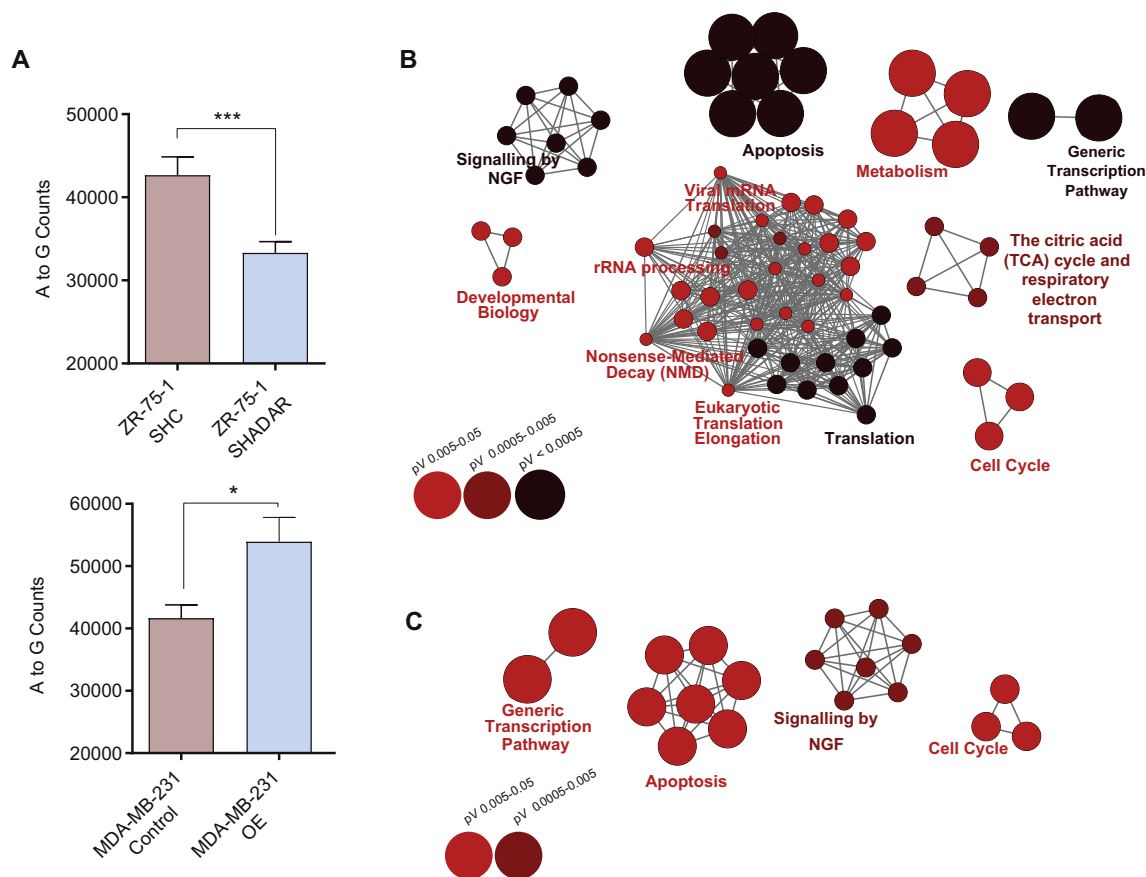 A
50000
40000
30000
20000
A to G Counts
***
ZR-75-1
SHC
ZR-75-1
SHADAR
60000
50000
40000
30000
20000
A to G Counts
*
MDA-MB-231
Control
MDA-MB-231
OE
B
Signalling by
NGF
Apoptosis
Metabolism
Generic
Transcription
Pathway
Developmental
Biology
Viral mRNA
Translation
rRNA processing
Nonsense-Mediated
Decay (NMD)
Eukaryotic
Translation
Elongation
Translation
The citric acid
(TCA) cycle and
respiratory
electron
transport
Cell Cycle
pV 0.005-0.05
pV 0.0005-0.005
pV < 0.0005
C
Generic
Transcription
Pathway
Apoptosis
Signalling by
NGF
Cell Cycle
pV 0.005-0.05
pV 0.0005-0.005